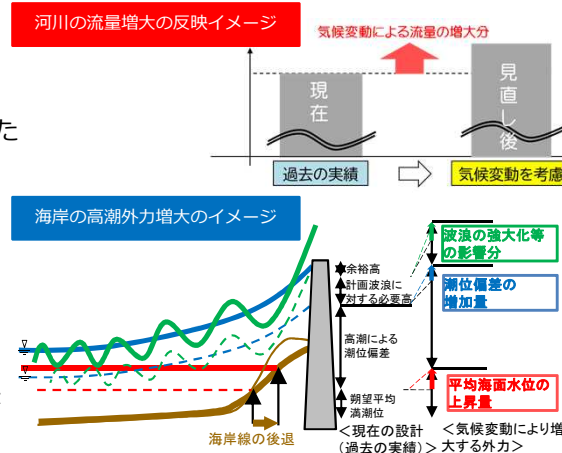 河川の流量増大の反映イメージ
気候変動による流量の増大分
現在
見直し後
た
過去の実績
気候変動を考慮
海岸の高潮外力増大のイメージ
余裕高
計画波浪に
対する必要高
高潮による
潮位偏差
朔望平均
満潮位
波浪の強大化等
の影響分
潮位偏差の
増加量
平均海面水位の
上昇量
海岸線の後退
＜現在の設計
（過去の実績）＞
＜気候変動により増
大する外力＞